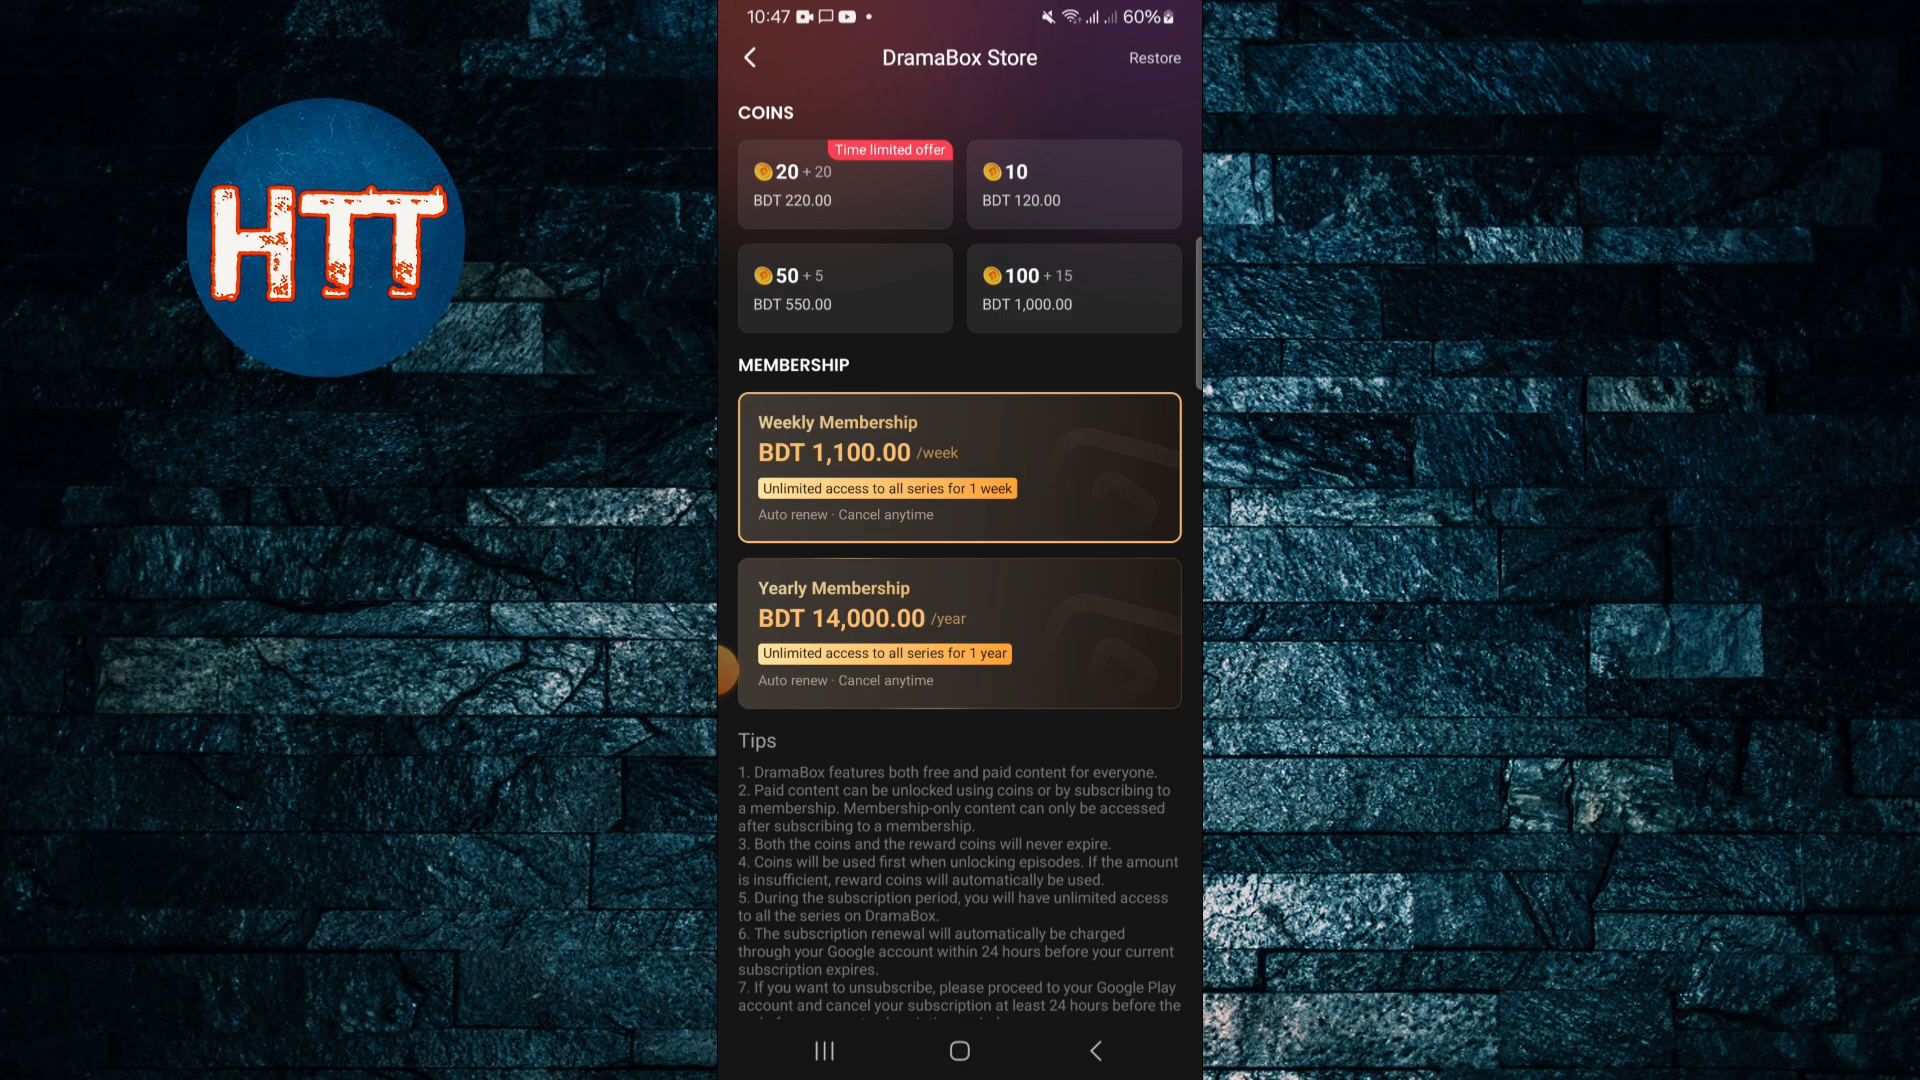 HTT
10:47
60%
DramaBox Store
Restore
COINS
Time limited offer
20 + 20
BDT 220.00
10
BDT 120.00
50 + 5
BDT 550.00
100 + 15
BDT 1,000.00
MEMBERSHIP
Weekly Membership
BDT 1,100.00 /week
Unlimited access to all series for 1 week
Auto renew · Cancel anytime
Yearly Membership
BDT 14,000.00 /year
Unlimited access to all series for 1 year
Auto renew · Cancel anytime
Tips
1. DramaBox features both free and paid content for everyone.
2. Paid content can be unlocked using coins or by subscribing to
a membership. Membership-only content can only be accessed
after subscribing to a membership.
3. Both the coins and the reward coins will never expire.
4. Coins will be used first when unlocking episodes. If the amount
is insufficient, reward coins will automatically be used.
5. During the subscription period, you will have unlimited access
to all the series on DramaBox.
6. The subscription renewal will automatically be charged
through your Google account within 24 hours before your current
subscription expires.
7. If you want to unsubscribe, please proceed to your Google Play
account and cancel your subscription at least 24 hours before the